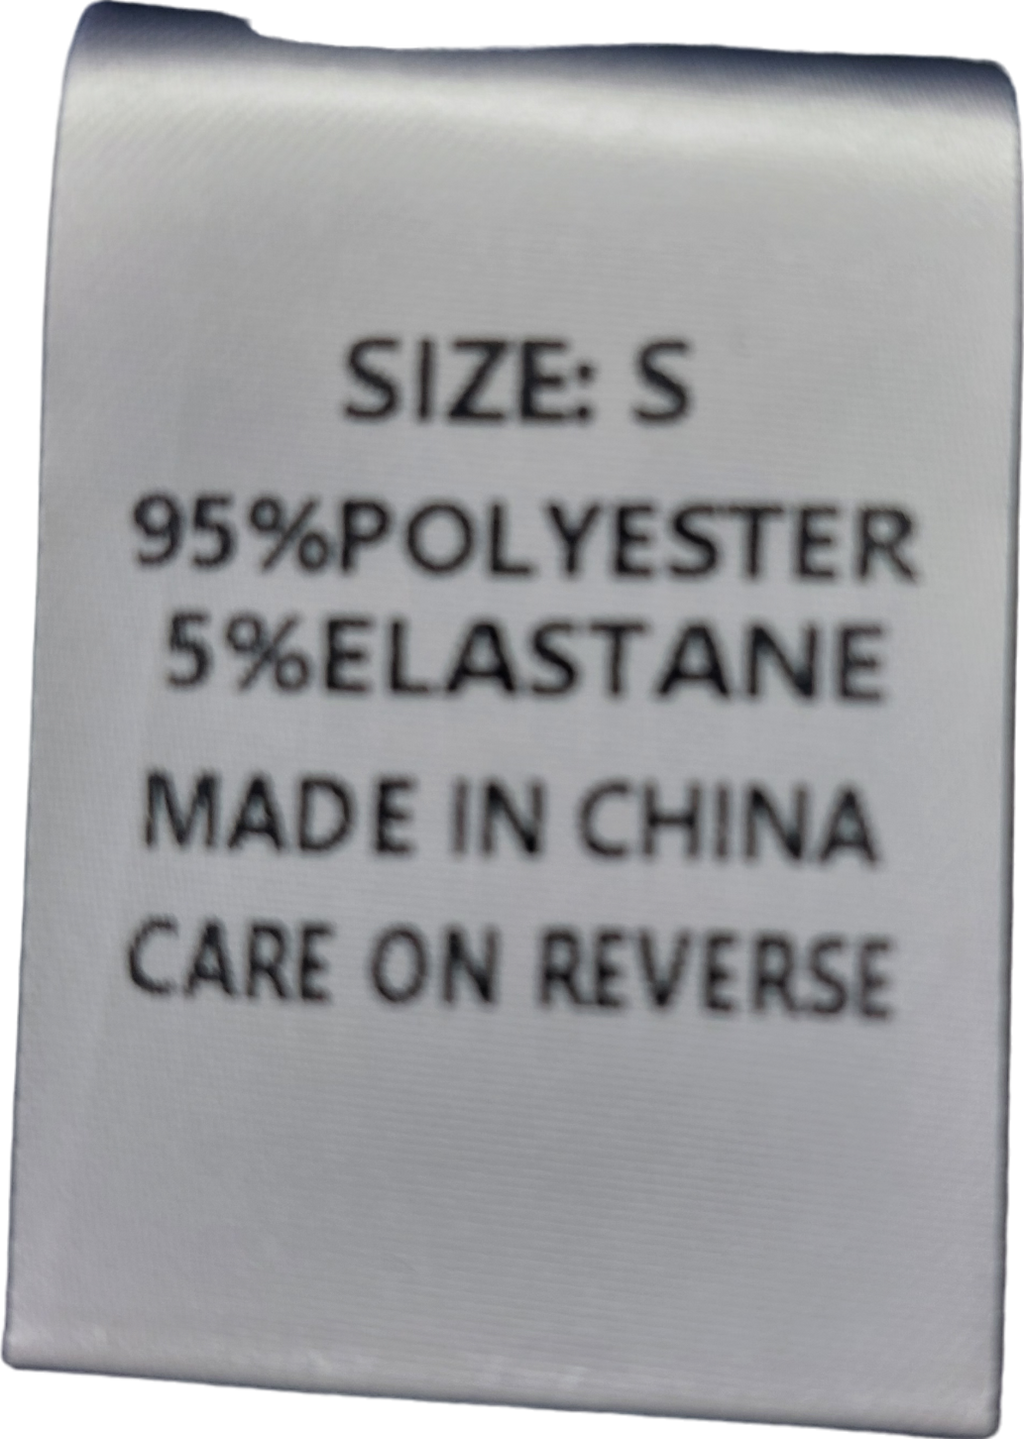 SIZE: S
95%POLYESTER
5%ELASTANE
MADE IN CHINA
CARE ON REVERSE